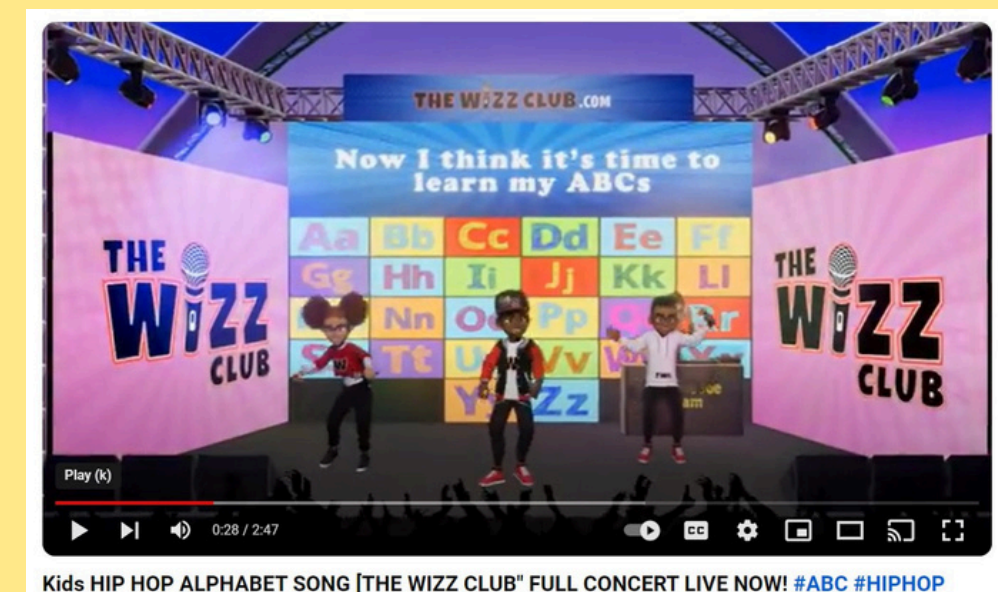 THE WIZZ CLUB.COM
Now I think it's time to
learn my ABCs
Aa Bb Cc Dd Ee Ff
Gg Hh Ii Jj Kk Ll
Nn Pp
Tt Vv
Zz
THE
WIZZ
CLUB
THE
WIZZ
CLUB
Play (k)
0:28 / 2:47
CC
Kids HIP HOP ALPHABET SONG [THE WIZZ CLUB" FULL CONCERT LIVE NOW! #ABC #HIPHOP